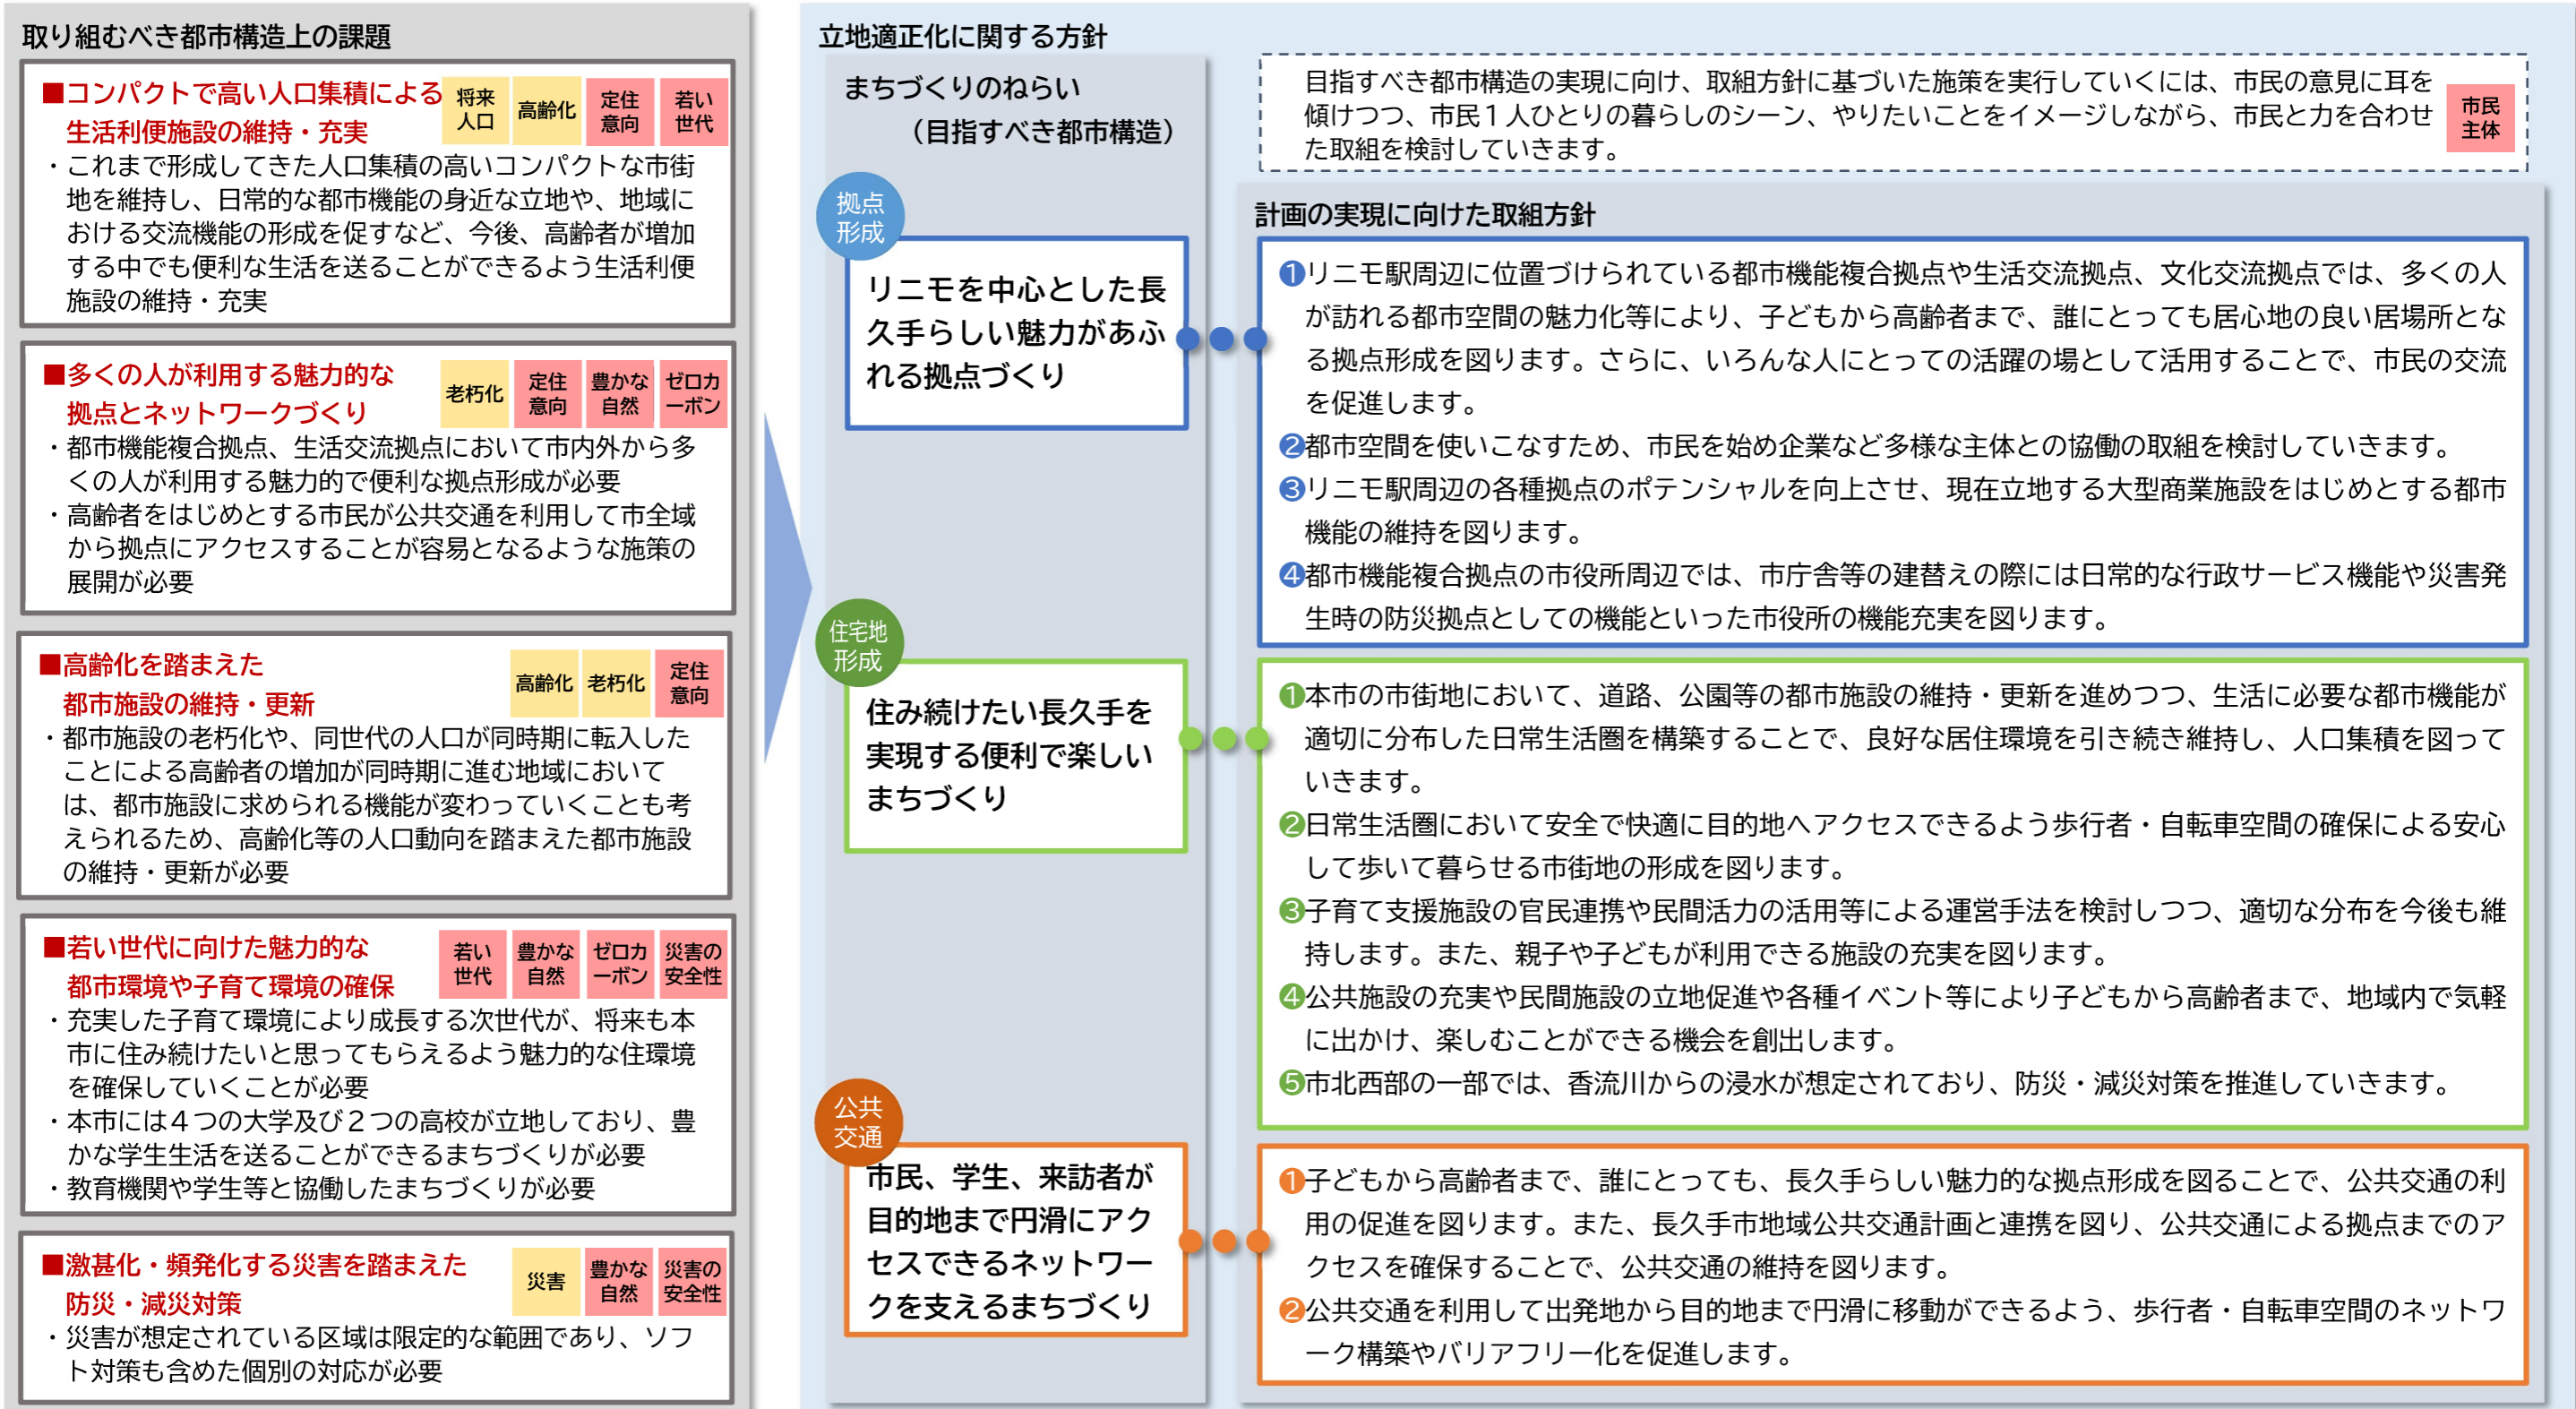 取り組むべき都市構造上の課題
■コンパクトで高い人口集積による
生活利便施設の維持・充実
将来
人口
高齢化
定住
意向
若い
世代
・これまで形成してきた人口集積の高いコンパクトな市街
地を維持し、日常的な都市機能の身近な立地や、地域に
おける交流機能の形成を促すなど、今後、高齢者が増加
する中でも便利な生活を送ることができるよう生活利便
施設の維持・充実
■多くの人が利用する魅力的な
拠点とネットワークづくり
老朽化
定住
意向
豊かな
自然
ゼロカ
ーボン
・都市機能複合拠点、生活交流拠点において市内外から多
くの人が利用する魅力的で便利な拠点形成が必要
・高齢者をはじめとする市民が公共交通を利用して市全域
から拠点にアクセスすることが容易となるような施策の
展開が必要
■高齢化を踏まえた
都市施設の維持・更新
高齢化
老朽化
定住
意向
・都市施設の老朽化や、同世代の人口が同時期に転入した
ことによる高齢者の増加が同時期に進む地域において
は、都市施設に求められる機能が変わっていくことも考
えられるため、高齢化等の人口動向を踏まえた都市施設
の維持・更新が必要
■若い世代に向けた魅力的な
都市環境や子育て環境の確保
若い
世代
豊かな
自然
ゼロカ
ーボン
災害の
安全性
・充実した子育て環境により成長する次世代が、将来も本
市に住み続けたいと思ってもらえるよう魅力的な住環境
を確保していくことが必要
・本市には４つの大学及び２つの高校が立地しており、豊
かな学生生活を送ることができるまちづくりが必要
・教育機関や学生等と協働したまちづくりが必要
■激甚化・頻発化する災害を踏まえた
防災・減災対策
災害
豊かな
自然
災害の
安全性
・災害が想定されている区域は限定的な範囲であり、ソフ
ト対策も含めた個別の対応が必要
立地適正化に関する方針
まちづくりのねらい
（目指すべき都市構造）
目指すべき都市構造の実現に向け、取組方針に基づいた施策を実行していくには、市民の意見に耳を
傾けつつ、市民１人ひとりの暮らしのシーン、やりたいことをイメージしながら、市民と力を合わせ
た取組を検討していきます。
市民
主体
計画の実現に向けた取組方針
拠点
形成
リニモを中心とした長
久手らしい魅力があふ
れる拠点づくり
❶リニモ駅周辺に位置づけられている都市機能複合拠点や生活交流拠点、文化交流拠点では、多くの人
が訪れる都市空間の魅力化等により、子どもから高齢者まで、誰にとっても居心地の良い居場所とな
る拠点形成を図ります。さらに、いろんな人にとっての活躍の場として活用することで、市民の交流
を促進します。
❷都市空間を使いこなすため、市民を始め企業など多様な主体との協働の取組を検討していきます。
❸リニモ駅周辺の各種拠点のポテンシャルを向上させ、現在立地する大型商業施設をはじめとする都市
機能の維持を図ります。
❹都市機能複合拠点の市役所周辺では、市庁舎等の建替えの際には日常的な行政サービス機能や災害発
生時の防災拠点としての機能といった市役所の機能充実を図ります。
住宅地
形成
住み続けたい長久手を
実現する便利で楽しい
まちづくり
❶本市の市街地において、道路、公園等の都市施設の維持・更新を進めつつ、生活に必要な都市機能が
適切に分布した日常生活圏を構築することで、良好な居住環境を引き続き維持し、人口集積を図って
いきます。
❷日常生活圏において安全で快適に目的地へアクセスできるよう歩行者・自転車空間の確保による安心
して歩いて暮らせる市街地の形成を図ります。
❸子育て支援施設の官民連携や民間活力の活用等による運営手法を検討しつつ、適切な分布を今後も維
持します。また、親子や子どもが利用できる施設の充実を図ります。
❹公共施設の充実や民間施設の立地促進や各種イベント等により子どもから高齢者まで、地域内で気軽
に出かけ、楽しむことができる機会を創出します。
❺市北西部の一部では、香流川からの浸水が想定されており、防災・減災対策を推進していきます。
公共
交通
市民、学生、来訪者が
目的地まで円滑にアク
セスできるネットワー
クを支えるまちづくり
❶子どもから高齢者まで、誰にとっても、長久手らしい魅力的な拠点形成を図ることで、公共交通の利
用の促進を図ります。また、長久手市地域公共交通計画と連携を図り、公共交通による拠点までのア
クセスを確保することで、公共交通の維持を図ります。
❷公共交通を利用して出発地から目的地まで円滑に移動ができるよう、歩行者・自転車空間のネットワ
ーク構築やバリアフリー化を促進します。